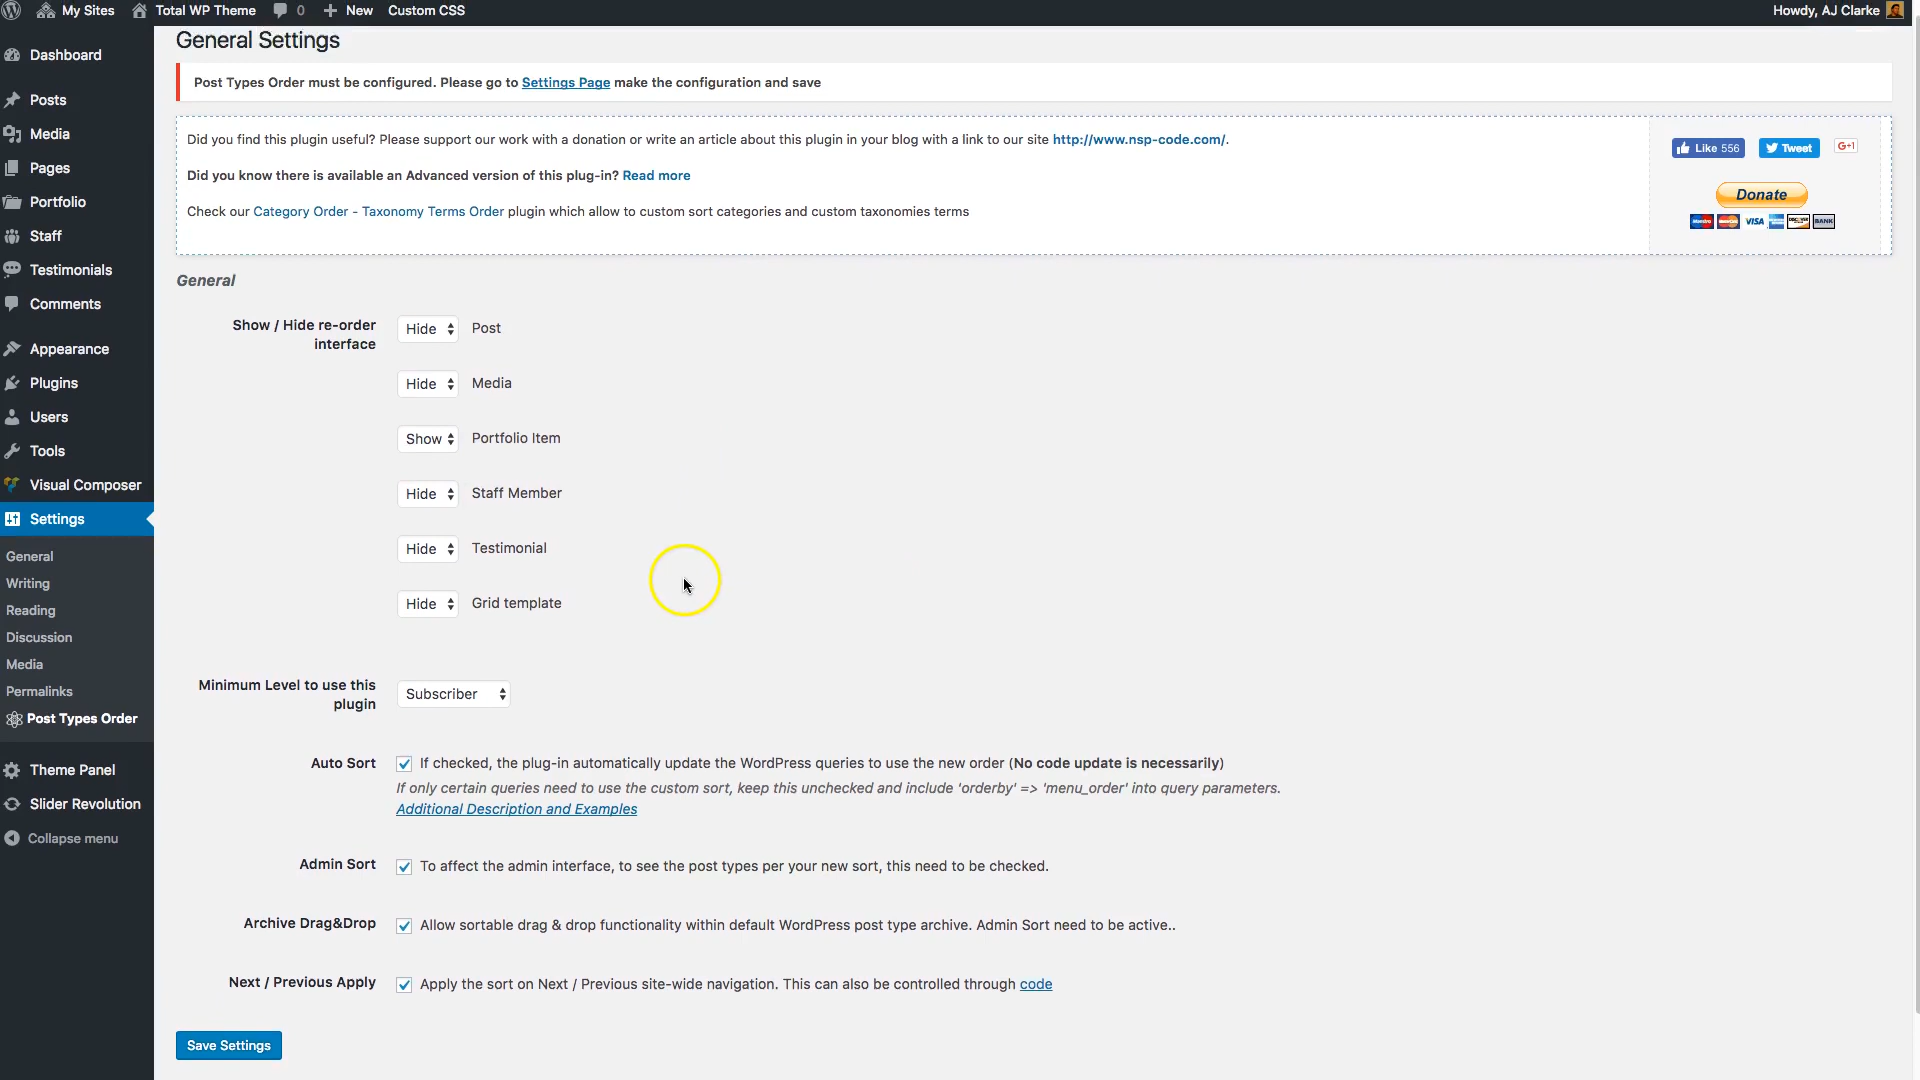 My Sites
Total WP Theme
0
New
Custom CSS
Howdy, AJ Clarke
Dashboard
Posts
Media
Pages
Portfolio
Staff
Testimonials
Comments
Appearance
Plugins
Users
Tools
Visual Composer
Settings
General
Writing
Reading
Discussion
Media
Permalinks
Post Types Order
Theme Panel
Slider Revolution
Collapse menu
General Settings
Post Types Order must be configured. Please go to Settings Page make the configuration and save
Did you find this plugin useful? Please support our work with a donation or write an article about this plugin in your blog with a link to our site http://www.nsp-code.com/.
Did you know there is available an Advanced version of this plug-in? Read more
Check our Category Order - Taxonomy Terms Order plugin which allow to custom sort categories and custom taxonomies terms
Like 556
Tweet
G+1
Donate
VISA
BANK
General
Show / Hide re-order
interface
Hide Post
Hide Media
Show Portfolio Item
Hide Staff Member
Hide Testimonial
Hide Grid template
Minimum Level to use this
plugin
Subscriber
Auto Sort
If checked, the plug-in automatically update the WordPress queries to use the new order (No code update is necessarily)
If only certain queries need to use the custom sort, keep this unchecked and include 'orderby' => 'menu_order' into query parameters.
Additional Description and Examples
Admin Sort
To affect the admin interface, to see the post types per your new sort, this need to be checked.
Archive Drag&Drop
Allow sortable drag & drop functionality within default WordPress post type archive. Admin Sort need to be active..
Next / Previous Apply
Apply the sort on Next / Previous site-wide navigation. This can also be controlled through code
Save Settings